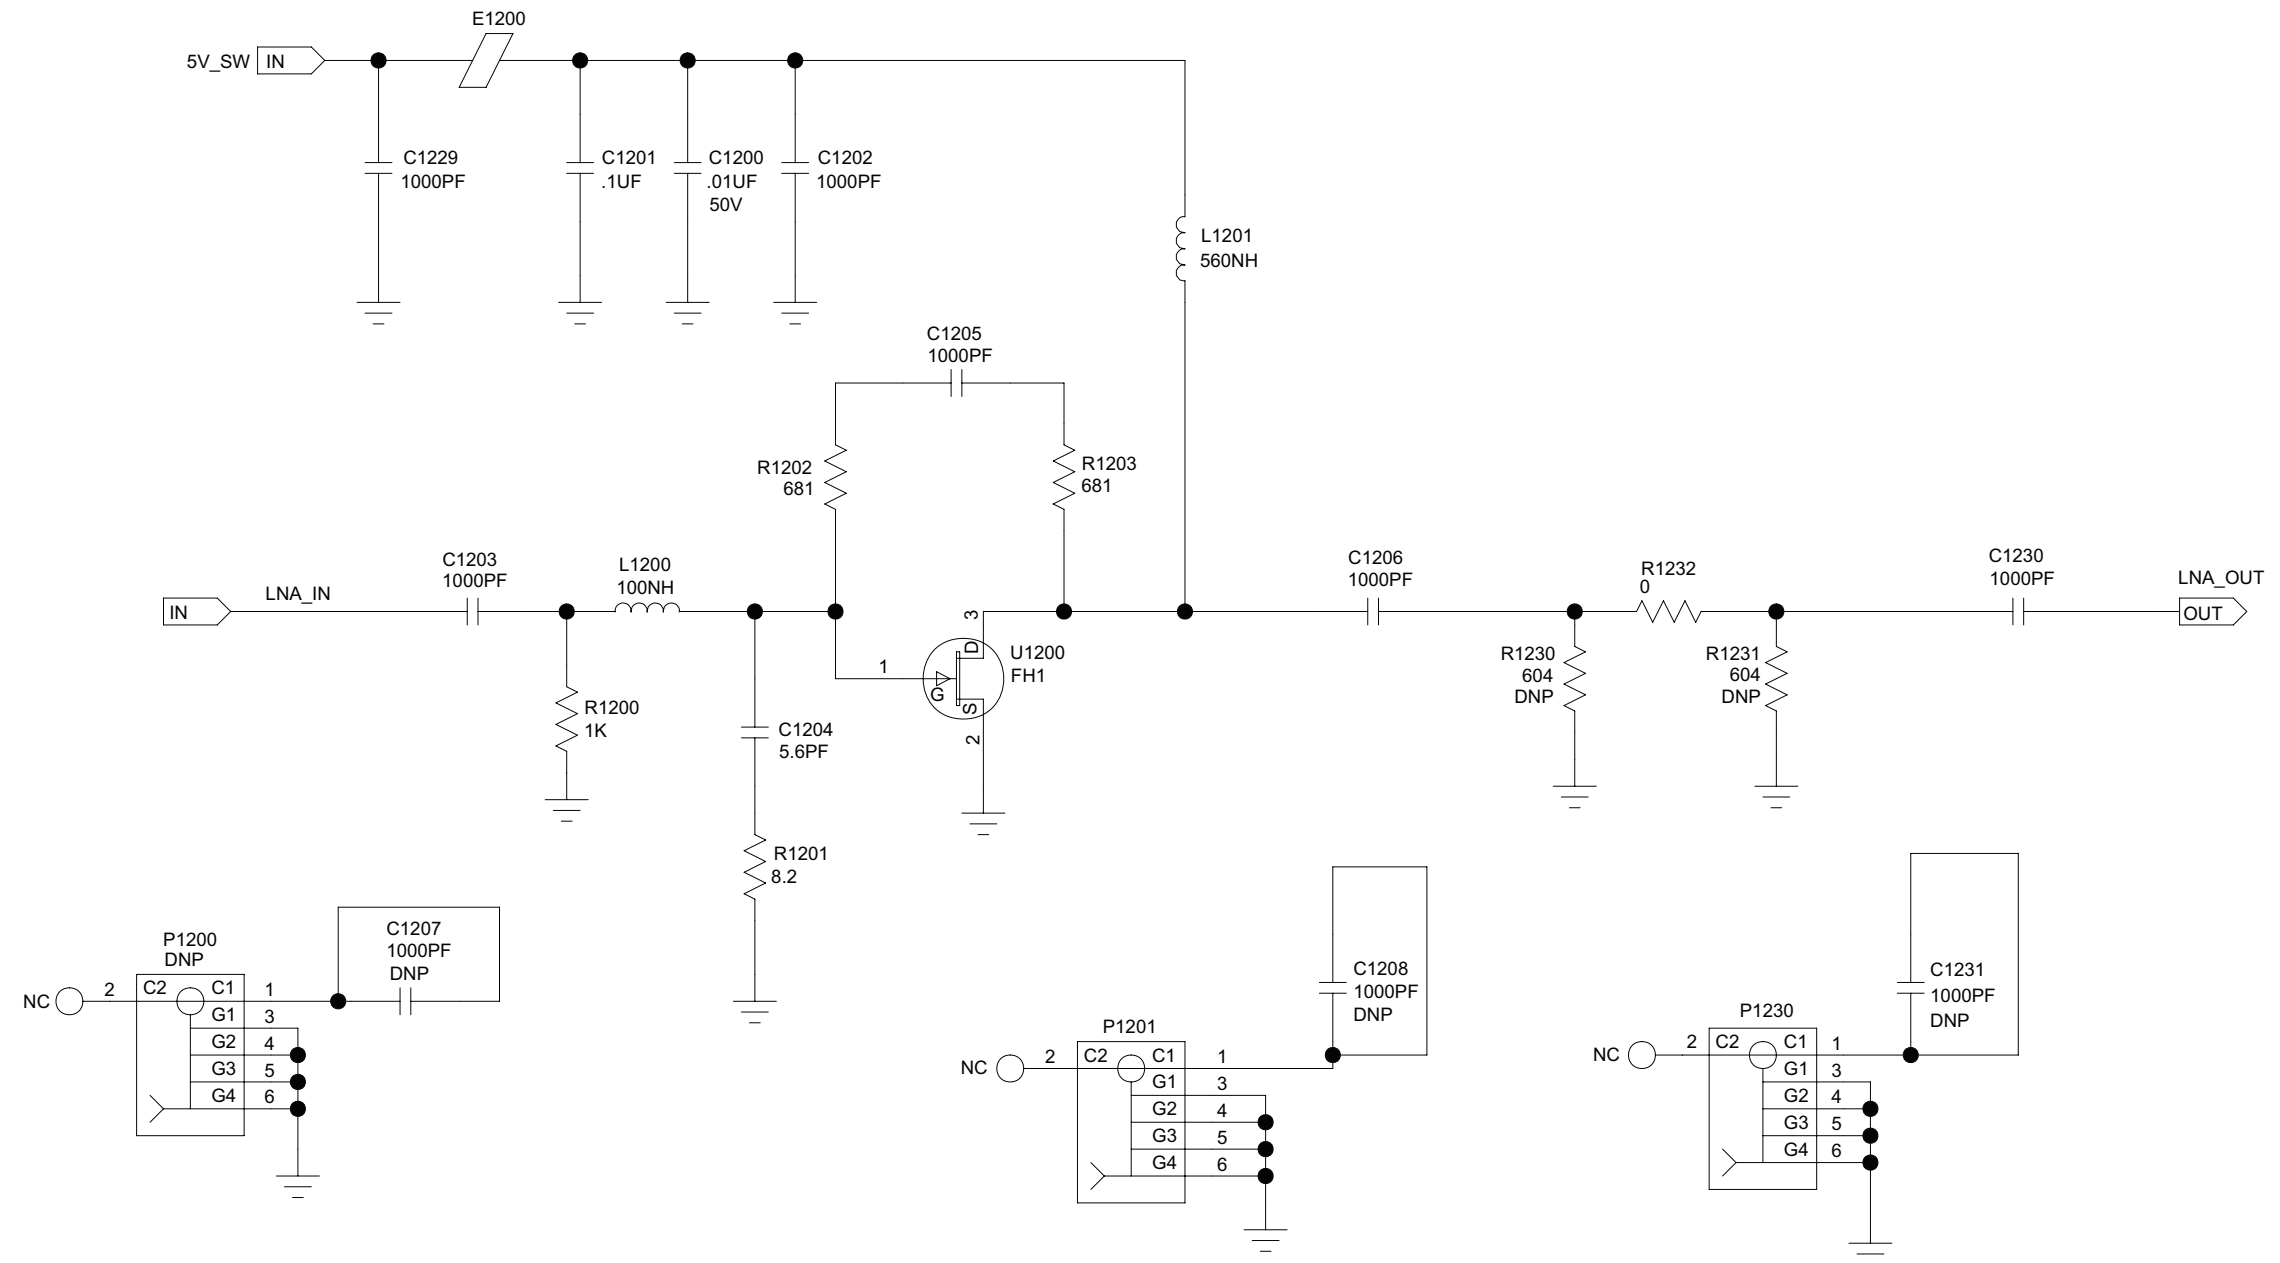 E1200
5V_SW
IN
C1229
1000PF
C1201
.1UF
C1200
.01UF
50V
C1202
1000PF
L1201
560NH
C1205
1000PF
R1202
681
R1203
681
C1203
1000PF
L1200
100NH
LNA_IN
IN
C1206
1000PF
R1232
0
C1230
1000PF
LNA_OUT
OUT
3
D
U1200
FH1
1
G
S
2
R1230
604
DNP
R1231
604
DNP
R1200
1K
C1204
5.6PF
R1201
8.2
C1207
1000PF
DNP
P1200
DNP
NC
2
C2
C1
1
G1
3
G2
4
G3
5
G4
6
C1208
1000PF
DNP
P1201
NC
2
C2
C1
1
G1
3
G2
4
G3
5
G4
6
C1231
1000PF
DNP
P1230
NC
2
C2
C1
1
G1
3
G2
4
G3
5
G4
6